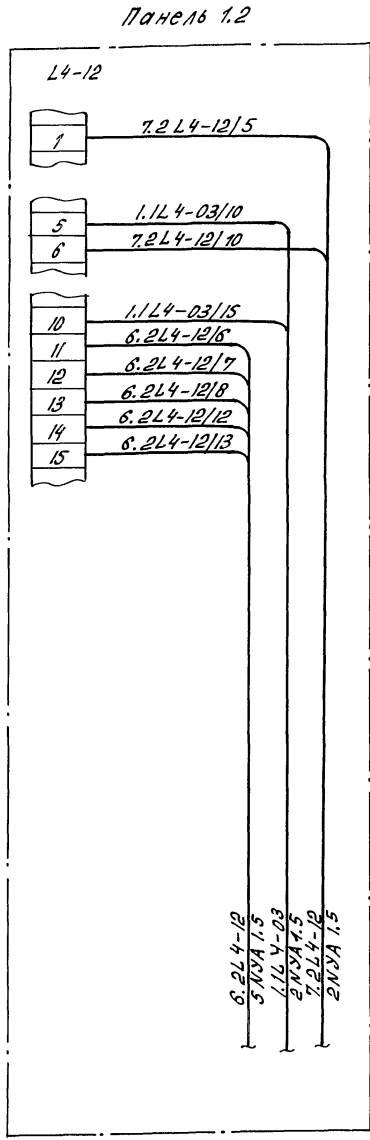 Панель 1.2
L4-12
1 7.2 L4-12/5
5 1.1L4-03/10
6 7.2L4-12/10
10 1.1L4-03/15
11 6.2L4-12/6
12 6.2L4-12/7
13 6.2L4-12/8
14 6.2L4-12/12
15 6.2L4-12/13
6.2L4-12
5 NYA 1.5
1.1L4-03
2NYA 1.5
7.2L4-12
2NYA 1.5